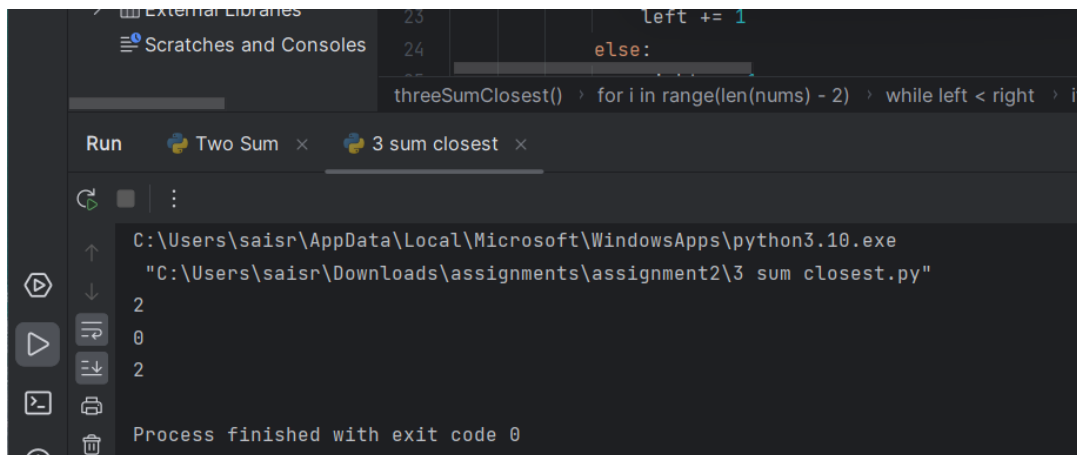 External Libraries
Scratches and Consoles
23 left += 1
24 else:
threeSumClosest() > for i in range(len(nums) - 2) > while left < right > i
Run Two Sum × 3 sum closest ×
C:\Users\saisr\AppData\Local\Microsoft\WindowsApps\python3.10.exe
"C:\Users\saisr\Downloads\assignments\assignment2\3 sum closest.py"
2
0
2
Process finished with exit code 0